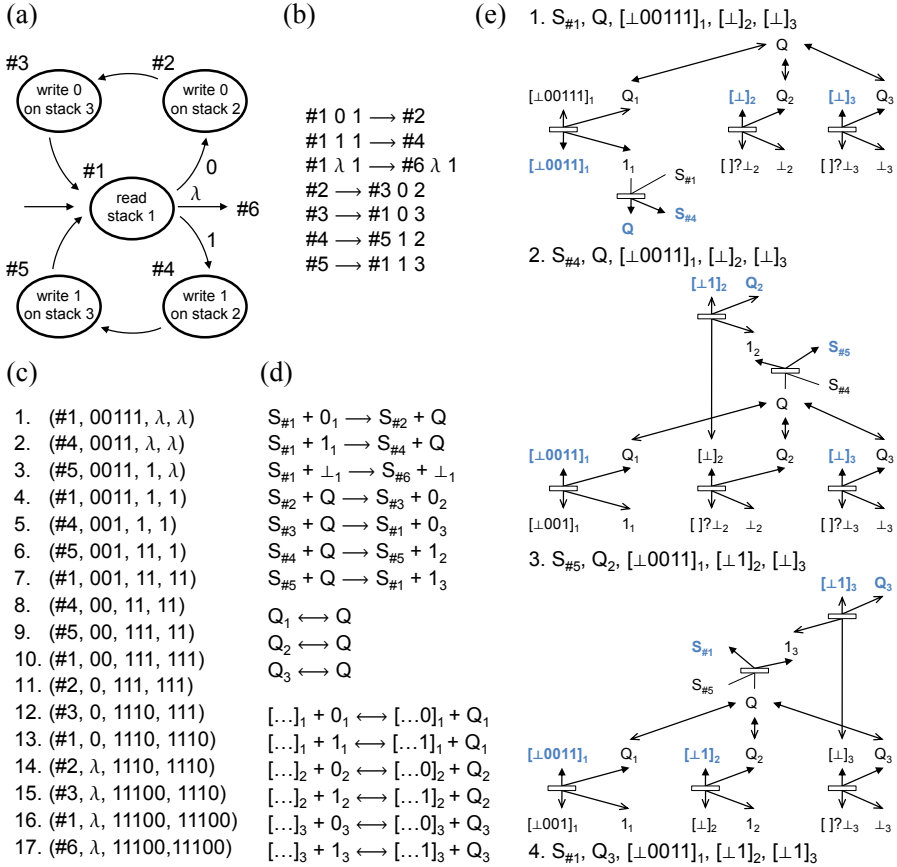 (a)
#3
#2
write 0
on stack 3
write 0
on stack 2
#1
0
read
stack 1
λ
#6
1
#5
#4
write 1
on stack 3
write 1
on stack 2
(b)
#1 0 1 → #2
#1 1 1 → #4
#1 λ 1 → #6 λ 1
#2 → #3 0 2
#3 → #1 0 3
#4 → #5 1 2
#5 → #1 1 3
(c)
1. (#1, 00111, λ, λ)
2. (#4, 0011, λ, λ)
3. (#5, 0011, 1, λ)
4. (#1, 0011, 1, 1)
5. (#4, 001, 1, 1)
6. (#5, 001, 11, 1)
7. (#1, 001, 11, 11)
8. (#4, 00, 11, 11)
9. (#5, 00, 111, 11)
10. (#1, 00, 111, 111)
11. (#2, 0, 111, 111)
12. (#3, 0, 1110, 111)
13. (#1, 0, 1110, 1110)
14. (#2, λ, 1110, 1110)
15. (#3, λ, 11100, 1110)
16. (#1, λ, 11100, 11100)
17. (#6, λ, 11100,11100)
(d)
S#1 + 0₁ → S#2 + Q
S#1 + 1₁ → S#4 + Q
S#1 + ⊥₁ → S#6 + ⊥₁
S#2 + Q → S#3 + 0₂
S#3 + Q → S#1 + 0₃
S#4 + Q → S#5 + 1₂
S#5 + Q → S#1 + 1₃
Q₁ ↔ Q
Q₂ ↔ Q
Q₃ ↔ Q
[...]₁ + 0₁ ↔ [...0]₁ + Q₁
[...]₁ + 1₁ ↔ [...1]₁ + Q₁
[...]₂ + 0₂ ↔ [...0]₂ + Q₂
[...]₂ + 1₂ ↔ [...1]₂ + Q₂
[...]₃ + 0₃ ↔ [...0]₃ + Q₃
[...]₃ + 1₃ ↔ [...1]₃ + Q₃
(e)
1. S#1, Q, [⊥00111]₁, [⊥]₂, [⊥]₃
Q
[⊥00111]₁ Q₁ [⊥]₂ Q₂ [⊥]₃ Q₃
[⊥0011]₁ 1₁ [ ]?⊥₂ ⊥₂ [ ]?⊥₃ ⊥₃
S#1
S#4
Q
2. S#4, Q, [⊥0011]₁, [⊥]₂, [⊥]₃
[⊥1]₂ Q₂
1₂
S#5
S#4
Q
[⊥0011]₁ Q₁ [⊥]₂ Q₂ [⊥]₃ Q₃
[⊥001]₁ 1₁ [ ]?⊥₂ ⊥₂ [ ]?⊥₃ ⊥₃
3. S#5, Q₂, [⊥0011]₁, [⊥1]₂, [⊥]₃
[⊥1]₃ Q₃
S#1
1₃
S#5
Q
[⊥0011]₁ Q₁ [⊥1]₂ Q₂ [⊥]₃ Q₃
[⊥001]₁ 1₁ [⊥]₂ 1₂ [ ]?⊥₃ ⊥₃
4. S#1, Q₃, [⊥0011]₁, [⊥1]₂, [⊥1]₃